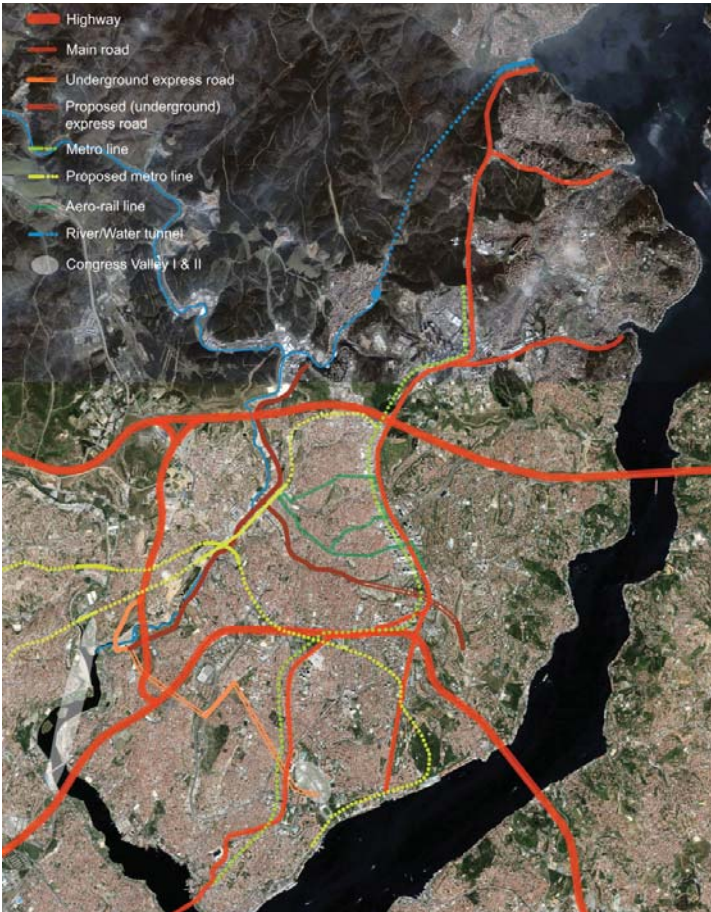 Highway
Main road
Underground express road
Proposed (underground)
express road
Metro line
Proposed metro line
Aero-rail line
River/Water tunnel
Congress Valley I & II